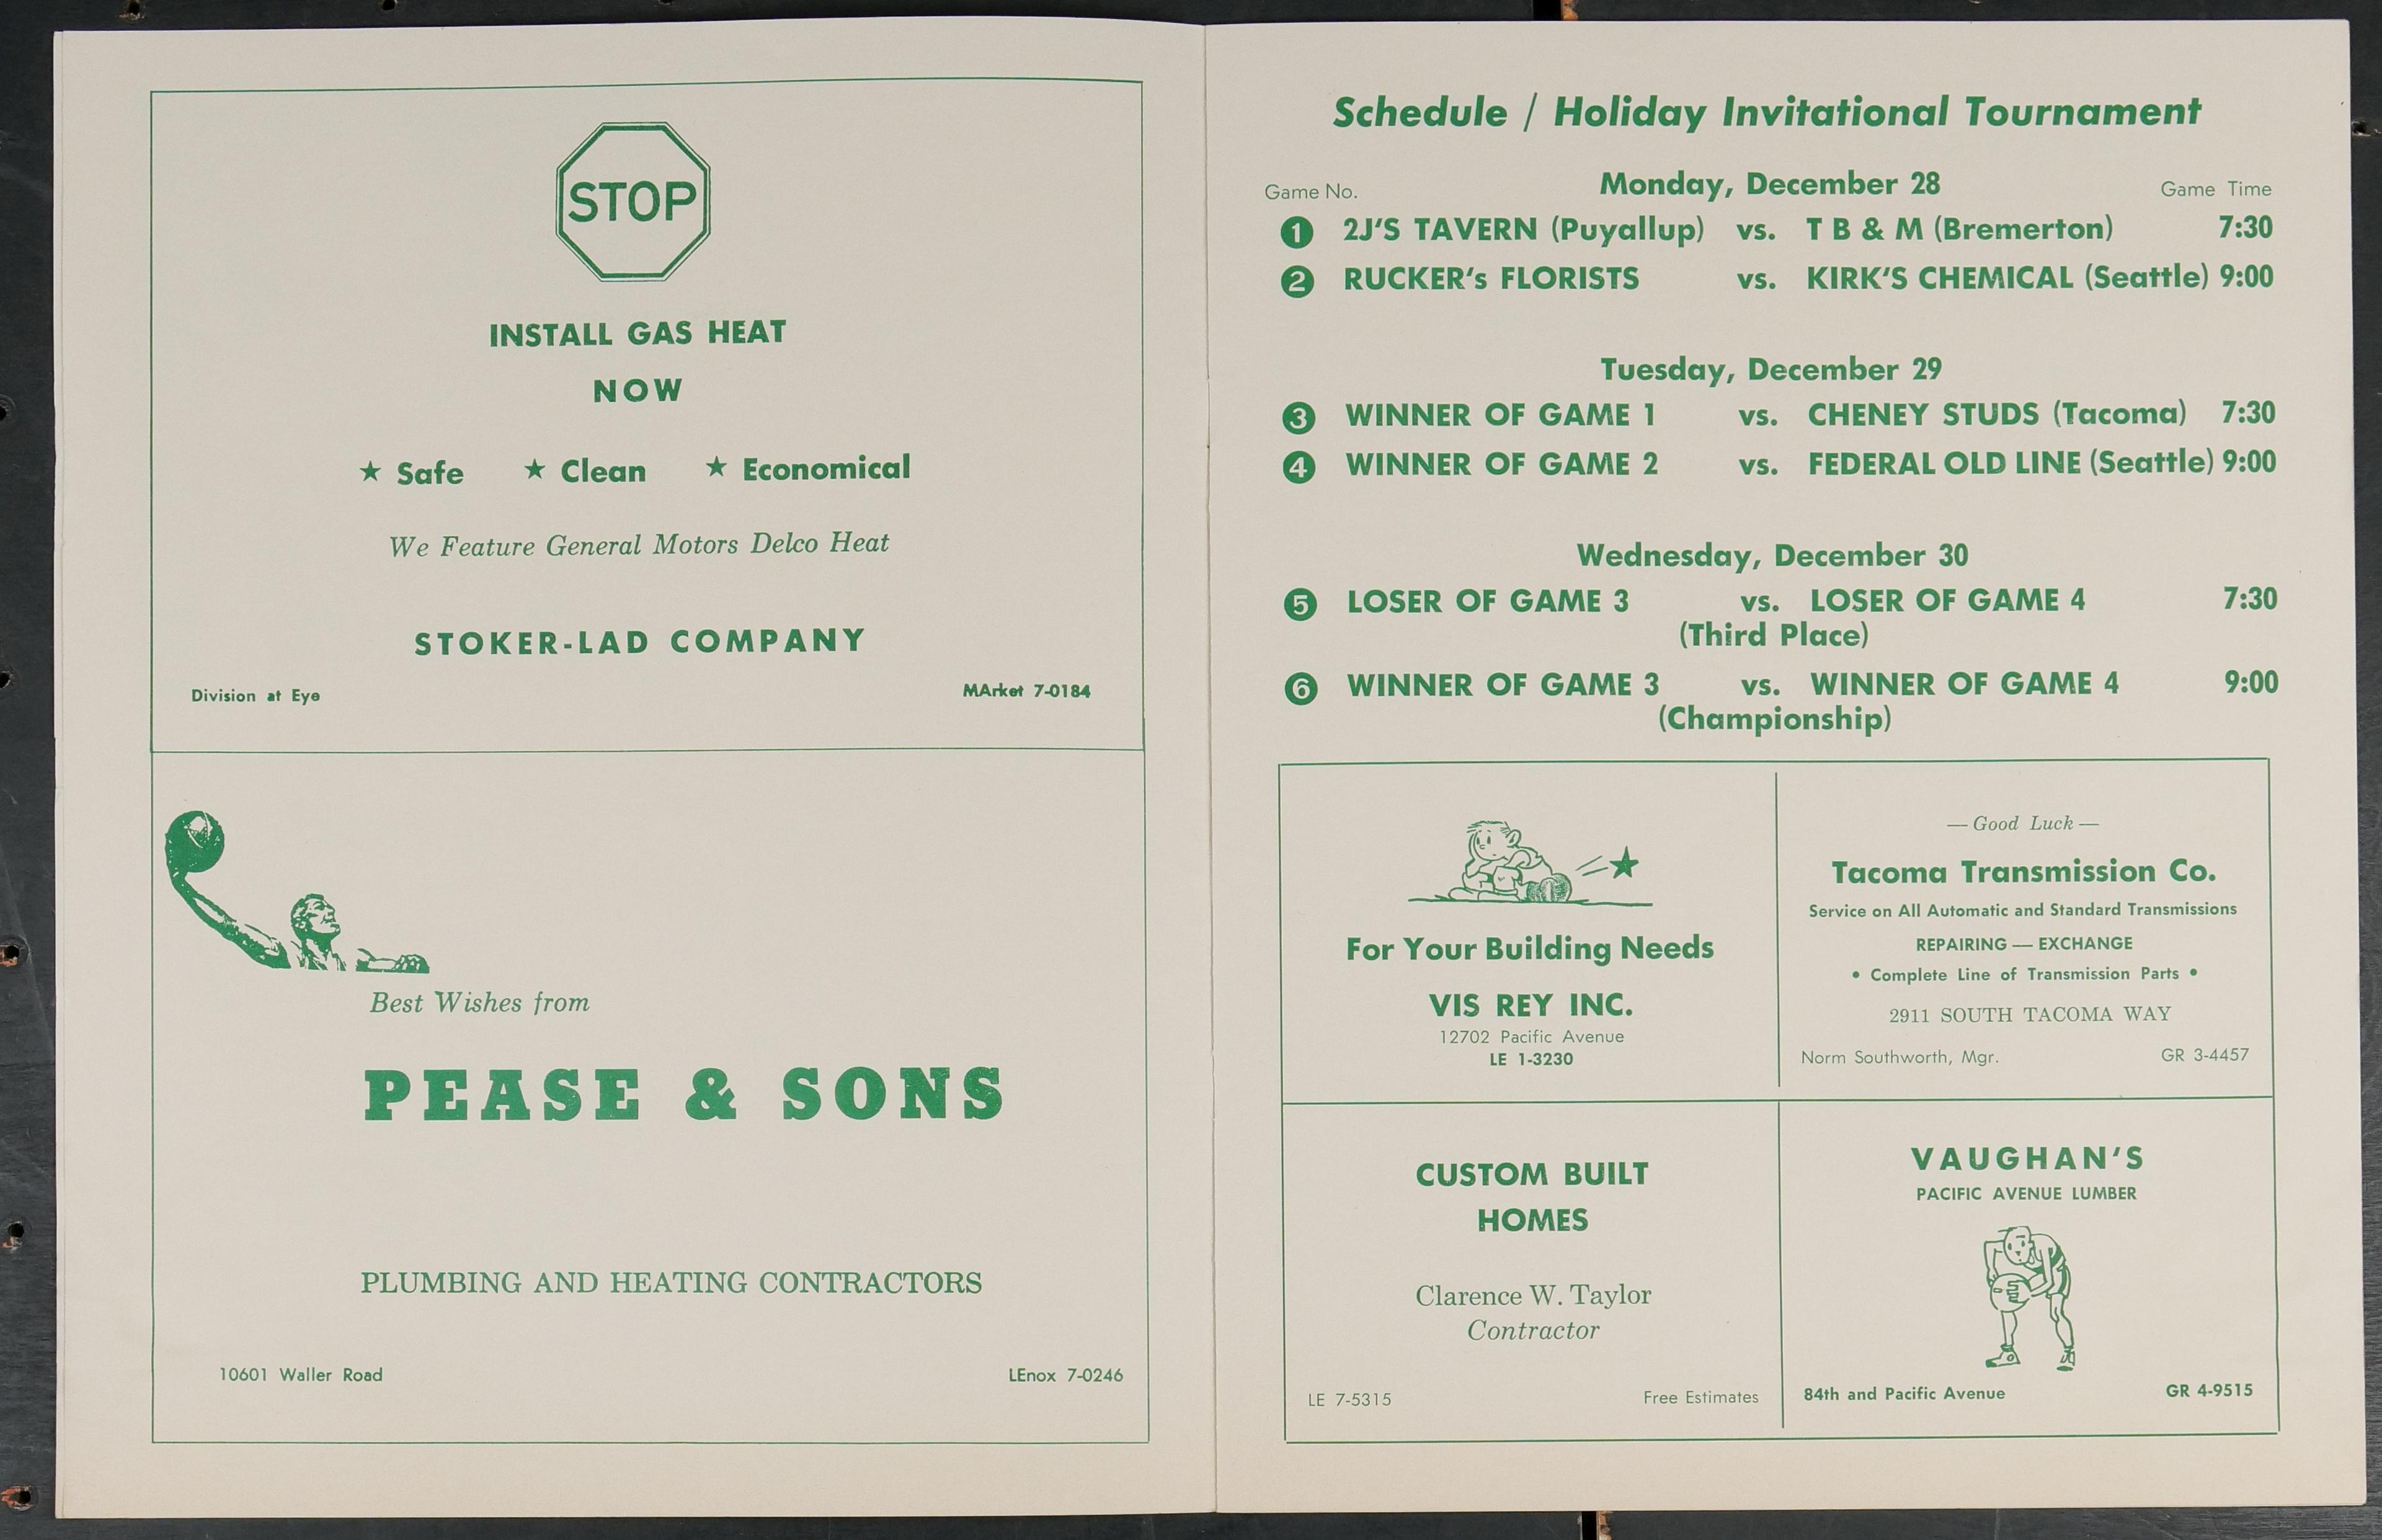 STOP
INSTALL GAS HEAT
NOW
★ Safe ★ Clean ★ Economical
We Feature General Motors Delco Heat
STOKER-LAD COMPANY
Division at Eye MArket 7-0184
Best Wishes from
PEASE & SONS
PLUMBING AND HEATING CONTRACTORS
10601 Waller Road LEnox 7-0246
Schedule / Holiday Invitational Tournament
Monday, December 28
Game No. Game Time
1 2J'S TAVERN (Puyallup) vs. T B & M (Bremerton) 7:30
2 RUCKER's FLORISTS vs. KIRK'S CHEMICAL (Seattle) 9:00
Tuesday, December 29
3 WINNER OF GAME 1 vs. CHENEY STUDS (Tacoma) 7:30
4 WINNER OF GAME 2 vs. FEDERAL OLD LINE (Seattle) 9:00
Wednesday, December 30
5 LOSER OF GAME 3 vs. LOSER OF GAME 4 7:30
(Third Place)
6 WINNER OF GAME 3 vs. WINNER OF GAME 4 9:00
(Championship)
For Your Building Needs
VIS REY INC.
12702 Pacific Avenue
LE 1-3230
— Good Luck —
Tacoma Transmission Co.
Service on All Automatic and Standard Transmissions
REPAIRING — EXCHANGE
• Complete Line of Transmission Parts •
2911 SOUTH TACOMA WAY
Norm Southworth, Mgr. GR 3-4457
CUSTOM BUILT
HOMES
Clarence W. Taylor
Contractor
LE 7-5315 Free Estimates
VAUGHAN'S
PACIFIC AVENUE LUMBER
84th and Pacific Avenue GR 4-9515